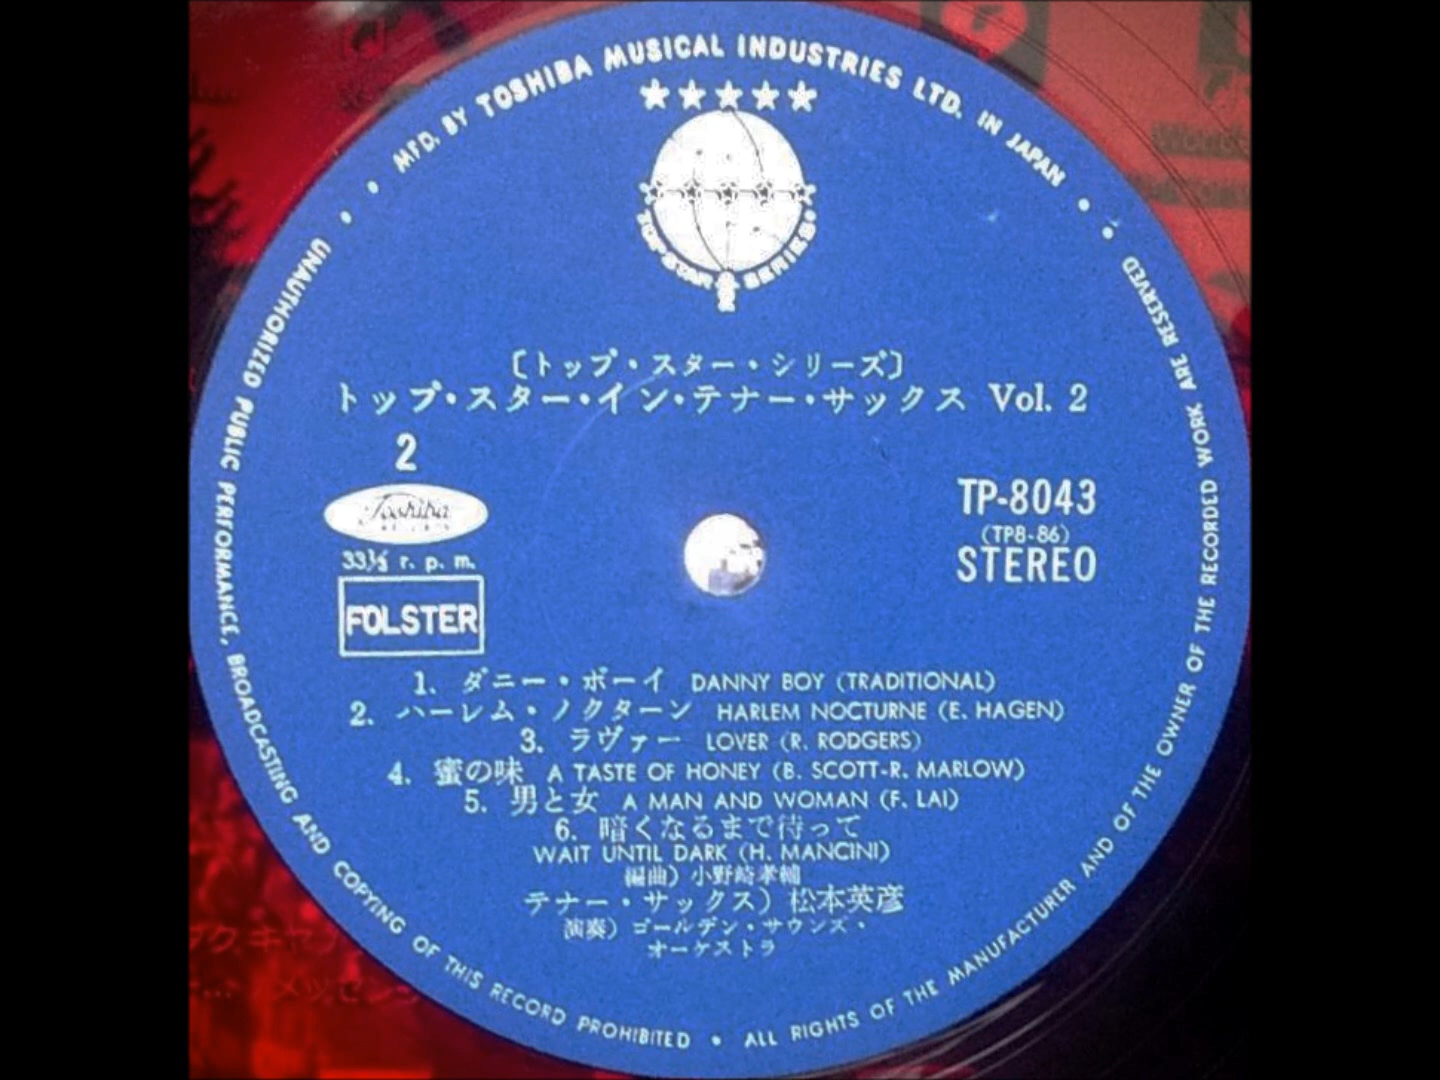 MFD. BY TOSHIBA MUSICAL INDUSTRIES LTD. IN JAPAN
TOP STAR SERIES
〔トップ・スター・シリーズ〕
トップ・スター・イン・テナー・サックス Vol. 2
2
Toshiba
33⅓ r. p. m.
FOLSTER
TP-8043
(TPB-86)
STEREO
1. ダニー・ボーイ DANNY BOY (TRADITIONAL)
2. ハーレム・ノクターン HARLEM NOCTURNE (E. HAGEN)
3. ラヴァー LOVER (R. RODGERS)
4. 蜜の味 A TASTE OF HONEY (B. SCOTT-R. MARLOW)
5. 男と女 A MAN AND WOMAN (F. LAI)
6. 暗くなるまで待って
WAIT UNTIL DARK (H. MANCINI)
編曲) 小野崎孝輔
テナー・サックス) 松本英彦
演奏) ゴールデン・サウンズ・
オーケストラ
UNAUTHORIZED PUBLIC PERFORMANCE, BROADCASTING AND COPYING OF THIS RECORD PROHIBITED • ALL RIGHTS OF THE MANUFACTURER AND OF THE OWNER OF THE RECORDED WORK ARE RESERVED